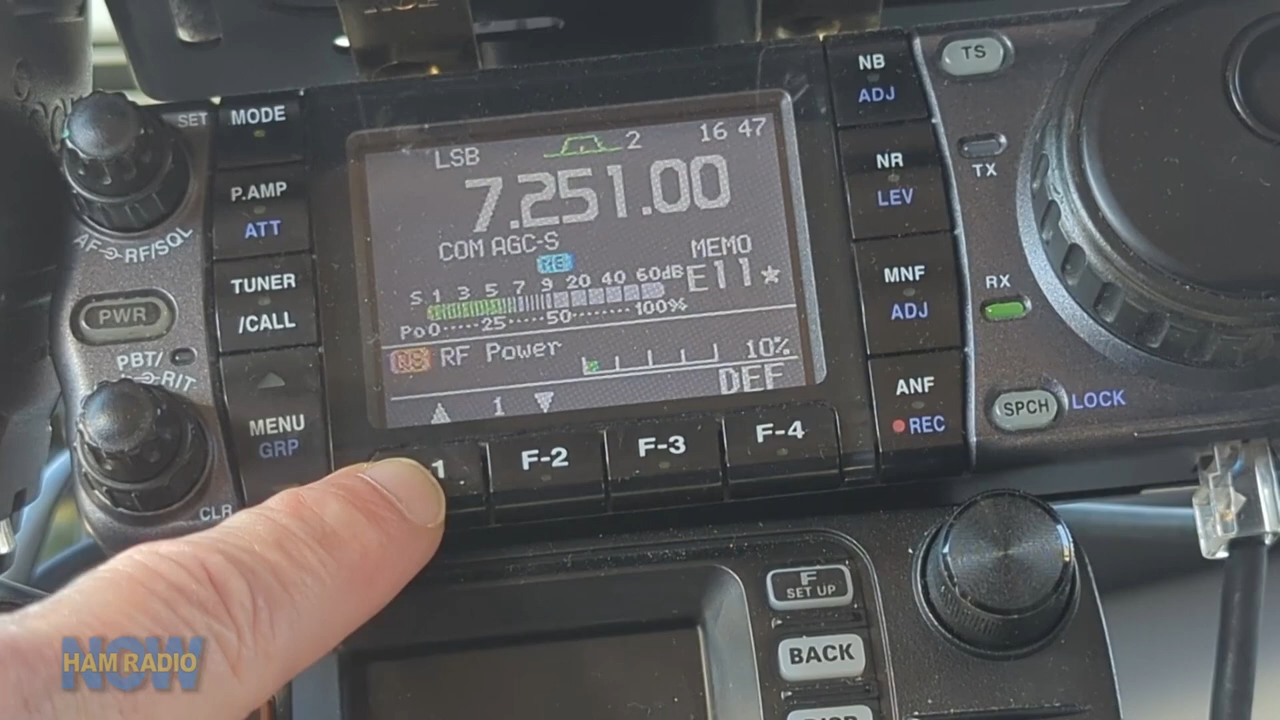 SET
MODE
P.AMP
ATT
AF RF/SQL
TUNER
/CALL
PWR
PBT/
RIT
MENU
GRP
CLR
LSB
2
16 47
7.251.00
COM AGC-S
MEMO
E11★
S 1 3 5 7 9 20 40 60dB
Po0 25 50 100%
QS RF Power 10%
DEF
1
1
F-2
F-3
F-4
NB
ADJ
NR
LEV
MNF
ADJ
ANF
REC
TS
TX
RX
SPCH
LOCK
F
SET UP
BACK
HAM RADIO
NOW